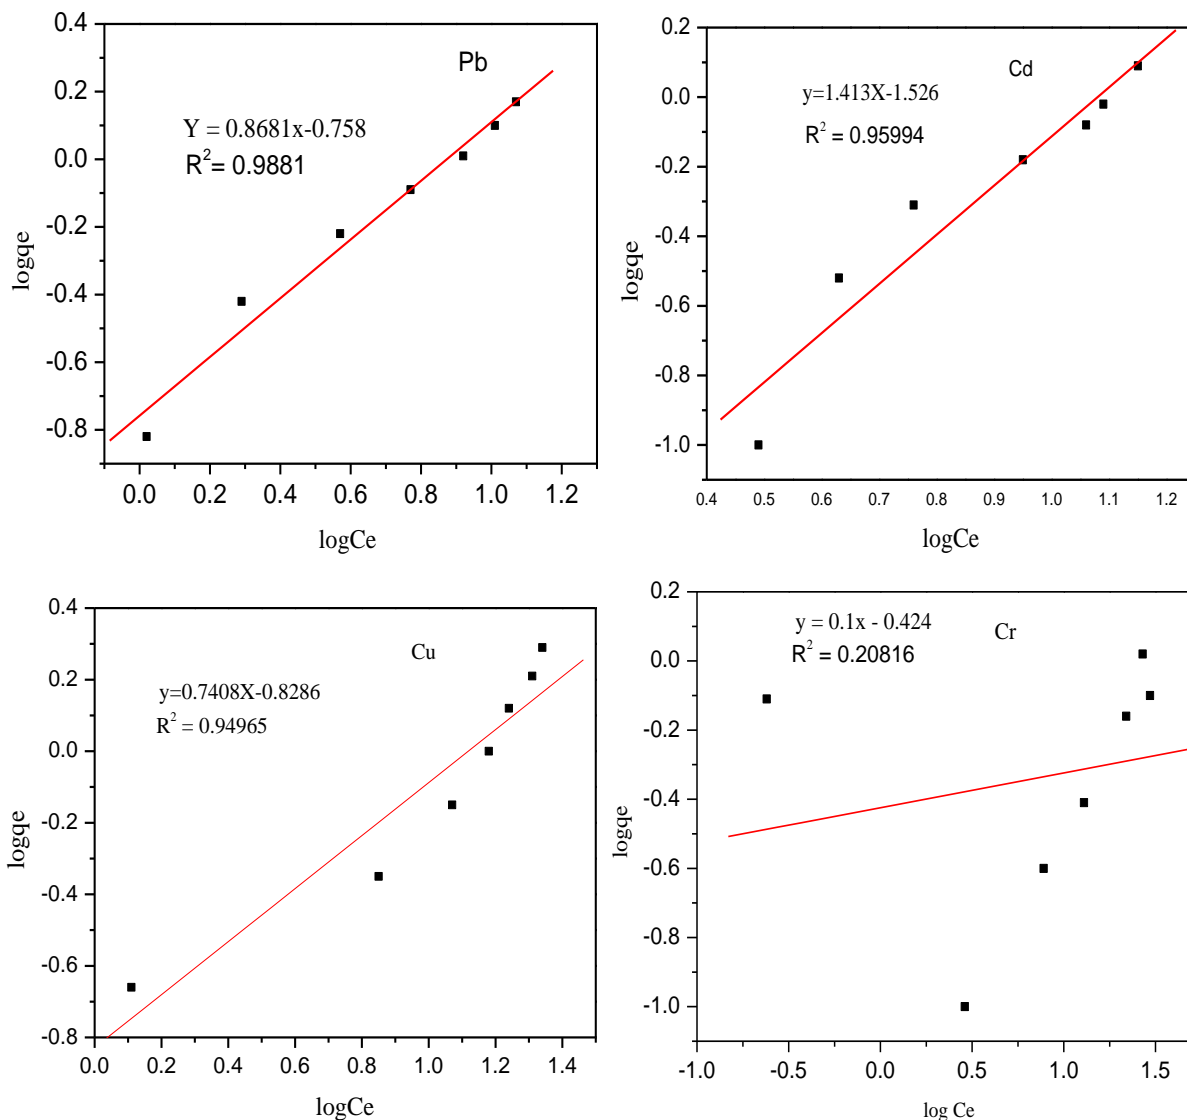 Pb
Y = 0.8681x-0.758
R² = 0.9881
logqe
0.4
0.2
0.0
-0.2
-0.4
-0.6
-0.8
0.0 0.2 0.4 0.6 0.8 1.0 1.2
logCe
Cd
y=1.413X-1.526
R² = 0.95994
logqe
0.2
0.0
-0.2
-0.4
-0.6
-0.8
-1.0
0.4 0.5 0.6 0.7 0.8 0.9 1.0 1.1 1.2
logCe
Cu
y=0.7408X-0.8286
R² = 0.94965
logqe
0.4
0.2
0.0
-0.2
-0.4
-0.6
-0.8
0.0 0.2 0.4 0.6 0.8 1.0 1.2 1.4
logCe
y = 0.1x - 0.424
Cr
R² = 0.20816
logqe
0.2
0.0
-0.2
-0.4
-0.6
-0.8
-1.0
-1.0 -0.5 0.0 0.5 1.0 1.5
log Ce